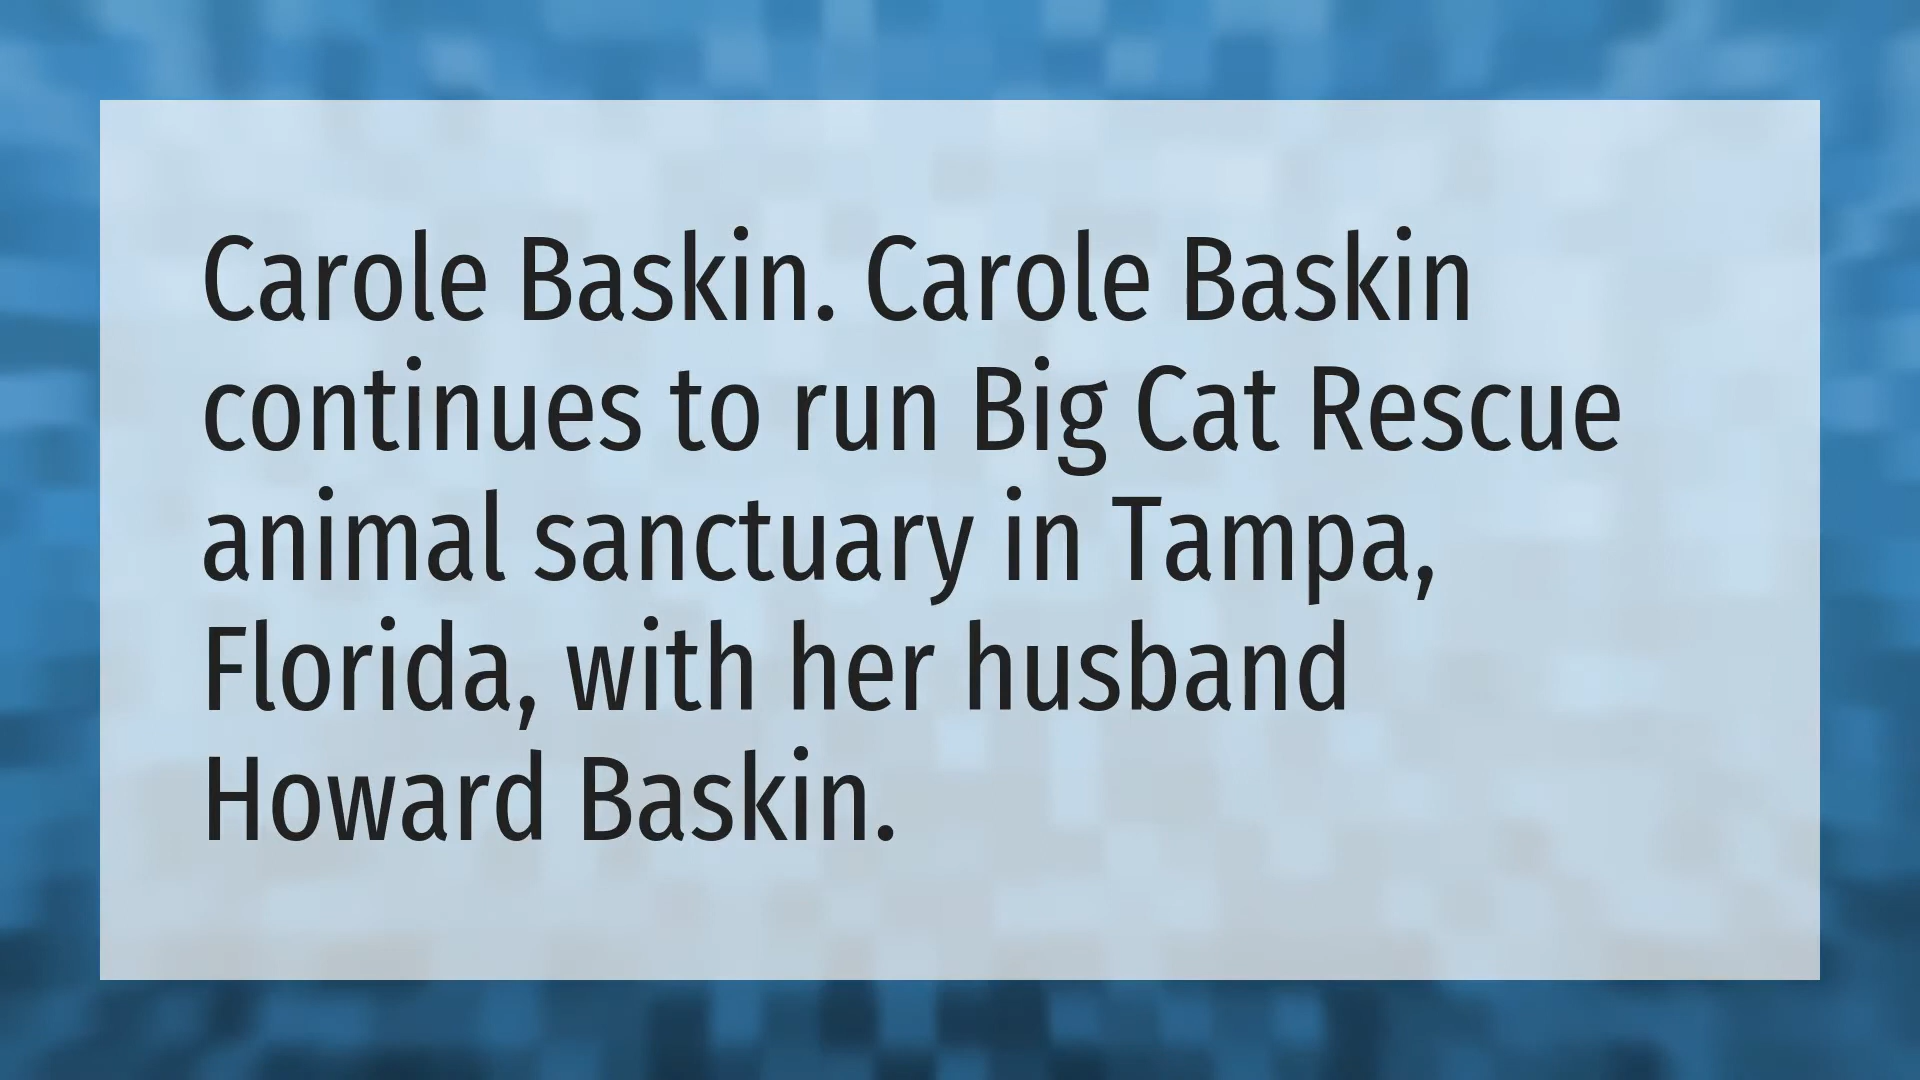 Carole Baskin. Carole Baskin
continues to run Big Cat Rescue
animal sanctuary in Tampa,
Florida, with her husband
Howard Baskin.